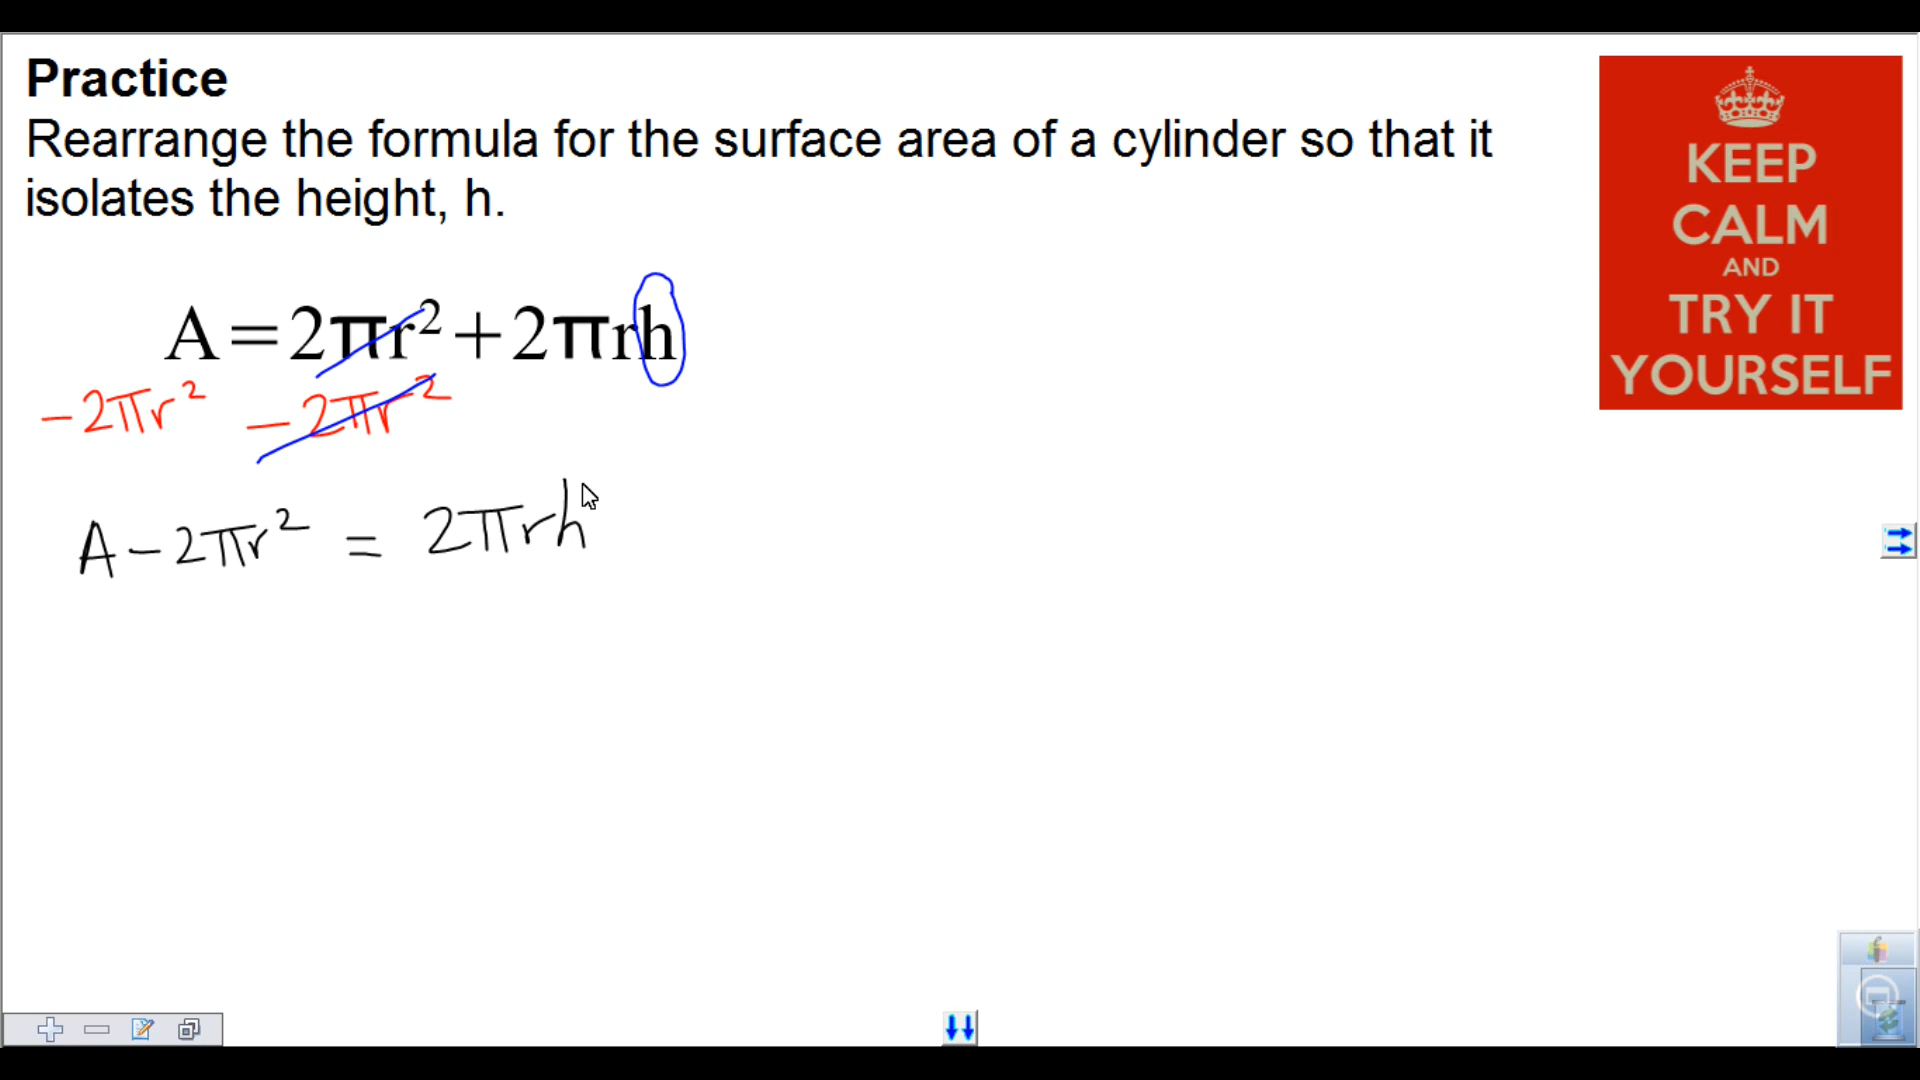 Practice
Rearrange the formula for the surface area of a cylinder so that it
isolates the height, h.
A=2πr²+2πrh
-2πr² -2πr²
A-2πr² = 2πrh
KEEP
CALM
AND
TRY IT
YOURSELF